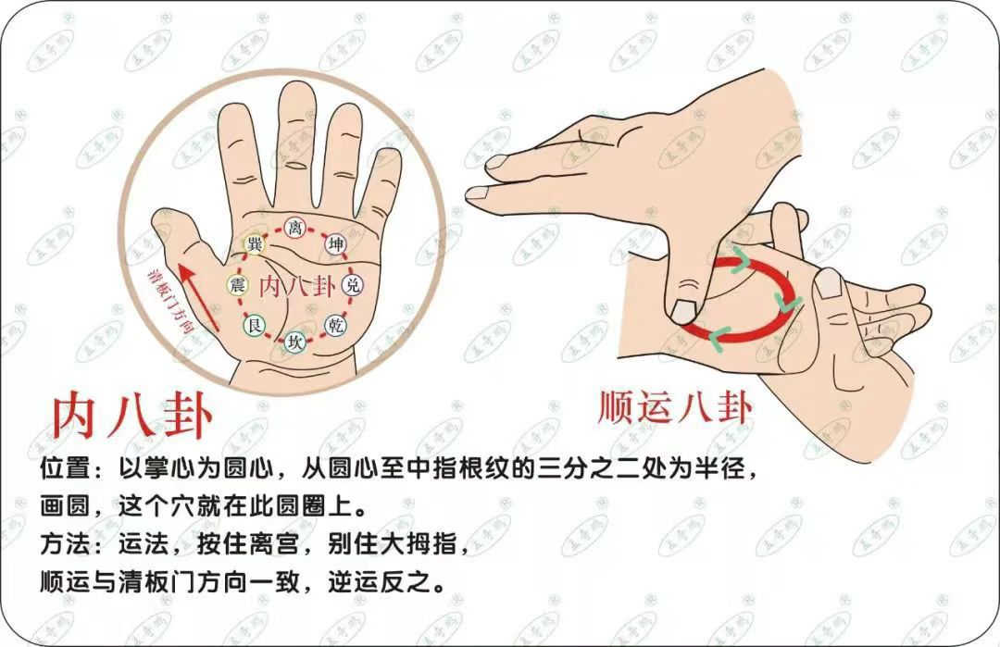 离
巽
坤
震
内八卦
兑
艮
乾
坎
清板门方向
内八卦
顺运八卦
位置：以掌心为圆心，从圆心至中指根纹的三分之二处为半径，
画圆，这个穴就在此圆圈上。
方法：运法，按住离宫，别住大拇指，
顺运与清板门方向一致，逆运反之。